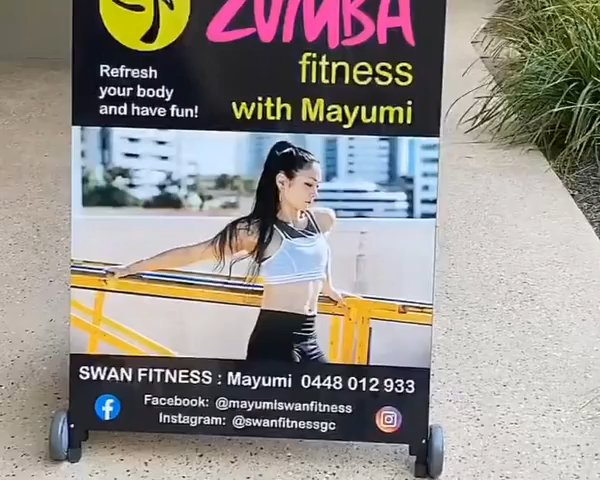 ZUMBA
fitness
with Mayumi
Refresh
your body
and have fun!
SWAN FITNESS : Mayumi 0448 012 933
Facebook: @mayumiswanfitness
Instagram: @swanfitnessgc